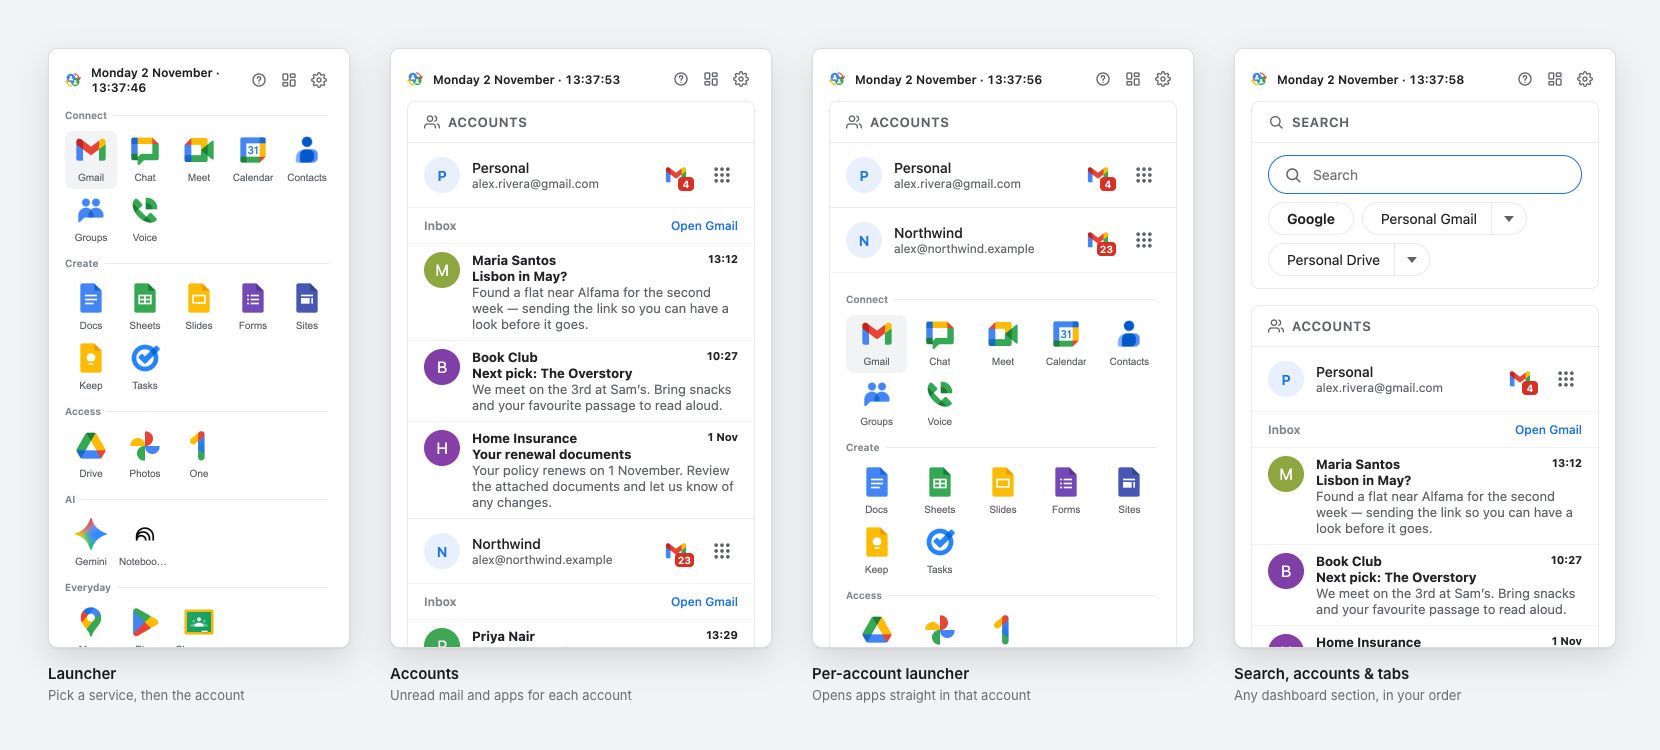 Monday 2 November ·
13:37:46
Connect
Gmail
Chat
Meet
31
Calendar
Contacts
Groups
Voice
Create
Docs
Sheets
Slides
Forms
Sites
Keep
Tasks
Access
Drive
Photos
One
AI
Gemini
Noteboo...
Everyday
Launcher
Pick a service, then the account
Monday 2 November · 13:37:53
ACCOUNTS
P
Personal
alex.rivera@gmail.com
4
Inbox
Open Gmail
M
Maria Santos
13:12
Lisbon in May?
Found a flat near Alfama for the second
week — sending the link so you can have a
look before it goes.
B
Book Club
10:27
Next pick: The Overstory
We meet on the 3rd at Sam's. Bring snacks
and your favourite passage to read aloud.
H
Home Insurance
1 Nov
Your renewal documents
Your policy renews on 1 November. Review
the attached documents and let us know of
any changes.
N
Northwind
alex@northwind.example
23
Inbox
Open Gmail
P
Priya Nair
13:29
Accounts
Unread mail and apps for each account
Monday 2 November · 13:37:56
ACCOUNTS
P
Personal
alex.rivera@gmail.com
4
N
Northwind
alex@northwind.example
23
Connect
Gmail
Chat
Meet
31
Calendar
Contacts
Groups
Voice
Create
Docs
Sheets
Slides
Forms
Sites
Keep
Tasks
Access
Per-account launcher
Opens apps straight in that account
Monday 2 November · 13:37:58
SEARCH
Search
Google
Personal Gmail
Personal Drive
ACCOUNTS
P
Personal
alex.rivera@gmail.com
4
Inbox
Open Gmail
M
Maria Santos
13:12
Lisbon in May?
Found a flat near Alfama for the second
week — sending the link so you can have a
look before it goes.
B
Book Club
10:27
Next pick: The Overstory
We meet on the 3rd at Sam's. Bring snacks
and your favourite passage to read aloud.
Home Insurance
1 Nov
Search, accounts & tabs
Any dashboard section, in your order